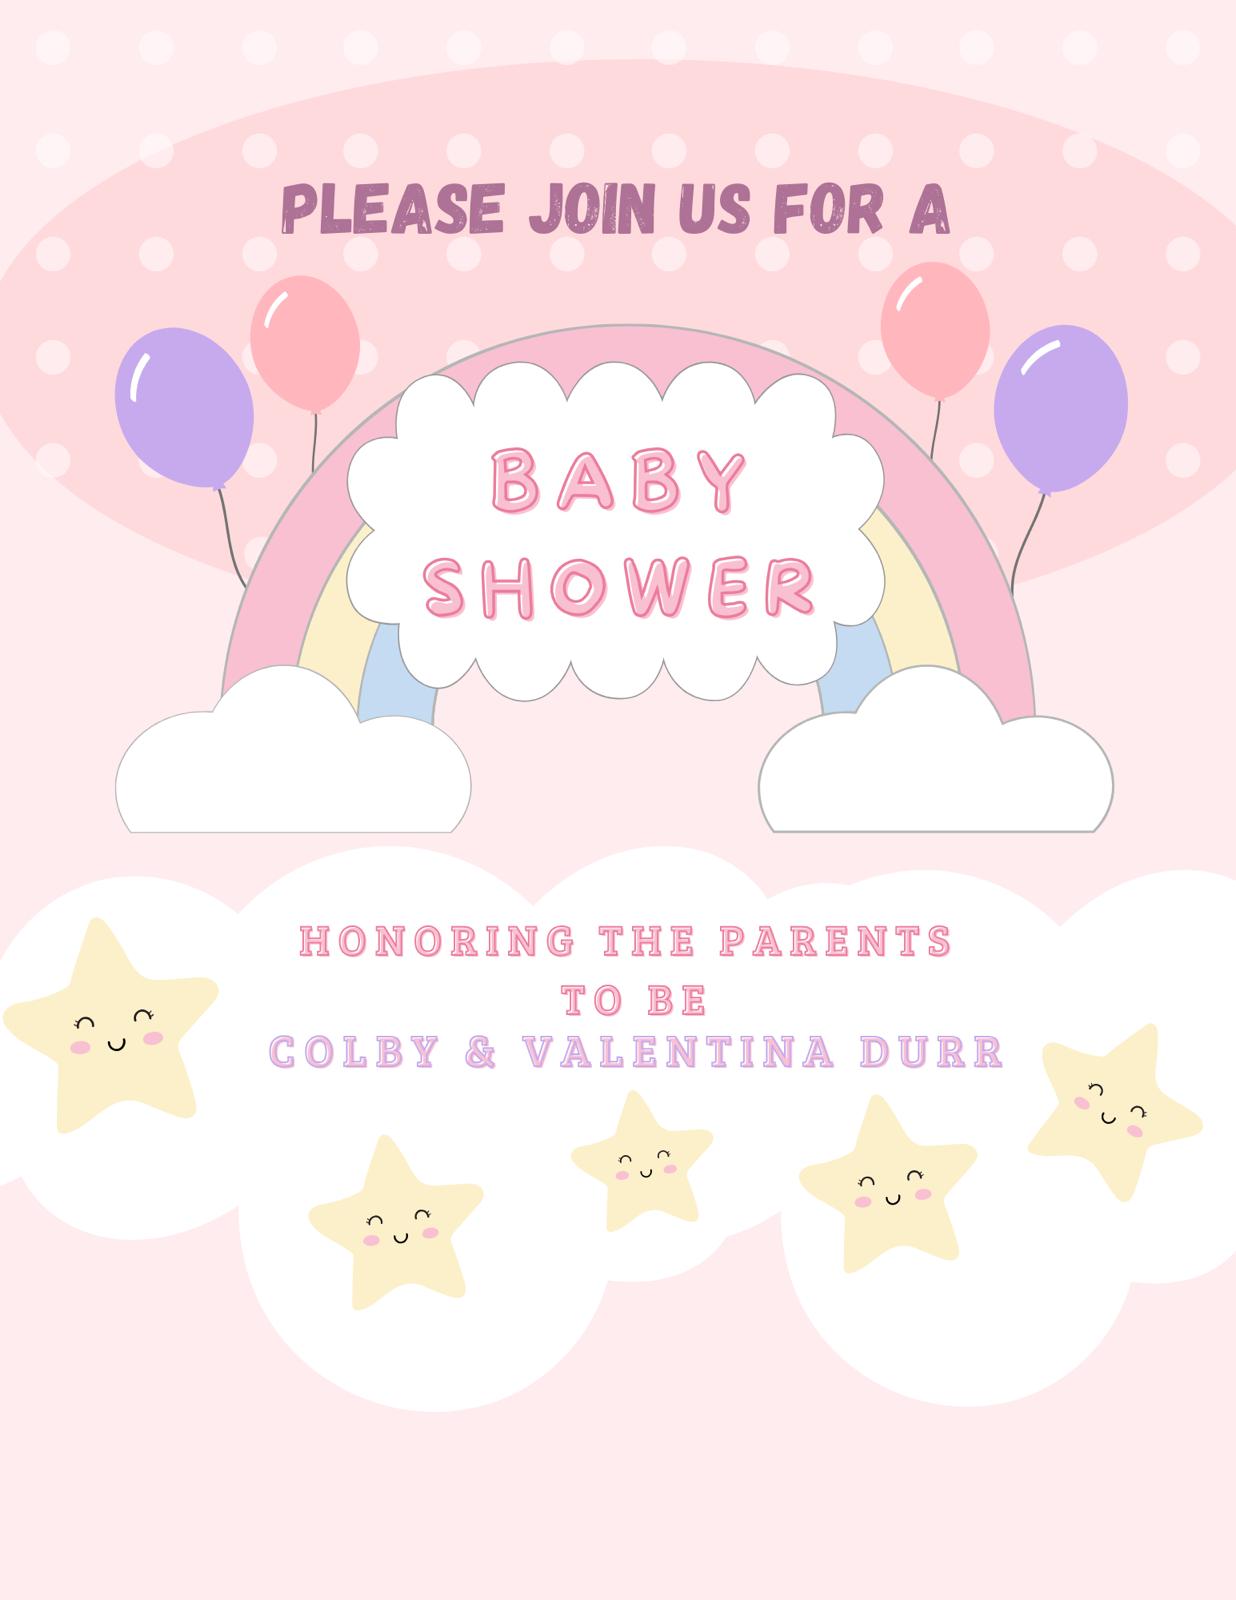 PLEASE JOIN US FOR A
BABY
SHOWER
HONORING THE PARENTS
TO BE
COLBY & VALENTINA DURR